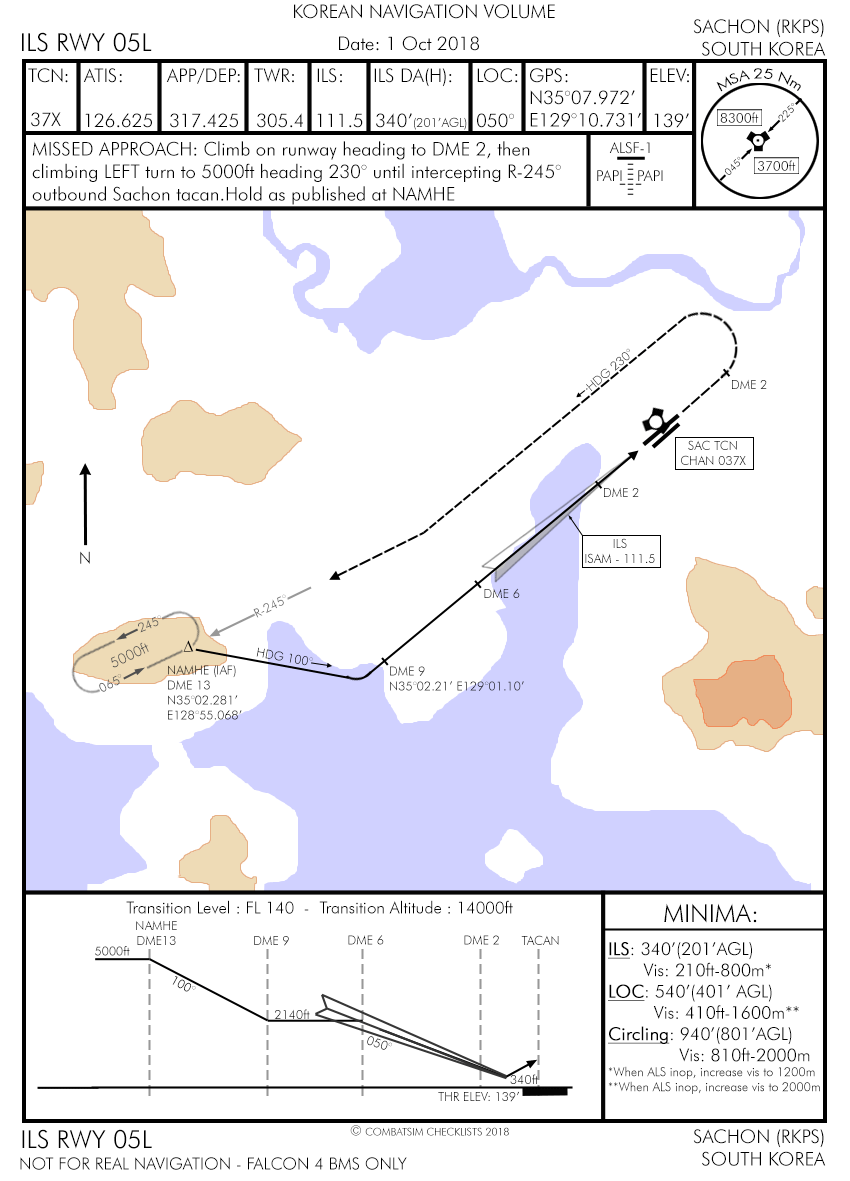 KOREAN NAVIGATION VOLUME
ILS RWY 05L
Date: 1 Oct 2018
SACHON (RKPS)
SOUTH KOREA
TCN:
37X
ATIS:
126.625
APP/DEP:
317.425
TWR:
305.4
ILS:
111.5
ILS DA(H):
340'(201'AGL)
LOC:
050°
GPS:
N35°07.972'
E129°10.731'
ELEV:
139'
MSA 25 Nm
8300ft
225°
045°
3700ft
MISSED APPROACH: Climb on runway heading to DME 2, then
climbing LEFT turn to 5000ft heading 230° until intercepting R-245°
outbound Sachon tacan.Hold as published at NAMHE
ALSF-1
PAPI PAPI
HDG 230°
DME 2
SAC TCN
CHAN 037X
DME 2
ILS
ISAM - 111.5
N
DME 6
R-245°
245°
5000ft
065°
HDG 100°
NAMHE (IAF)
DME 13
N35°02.281'
E128°55.068'
DME 9
N35°02.21' E129°01.10'
Transition Level : FL 140 - Transition Altitude : 14000ft
NAMHE
DME13
DME 9
DME 6
DME 2
TACAN
5000ft
100°
2140ft
050°
340ft
THR ELEV: 139'
MINIMA:
ILS: 340'(201'AGL)
Vis: 210ft-800m*
LOC: 540'(401' AGL)
Vis: 410ft-1600m**
Circling: 940'(801'AGL)
Vis: 810ft-2000m
*When ALS inop, increase vis to 1200m
**When ALS inop, increase vis to 2000m
© COMBATSIM CHECKLISTS 2018
ILS RWY 05L
NOT FOR REAL NAVIGATION - FALCON 4 BMS ONLY
SACHON (RKPS)
SOUTH KOREA